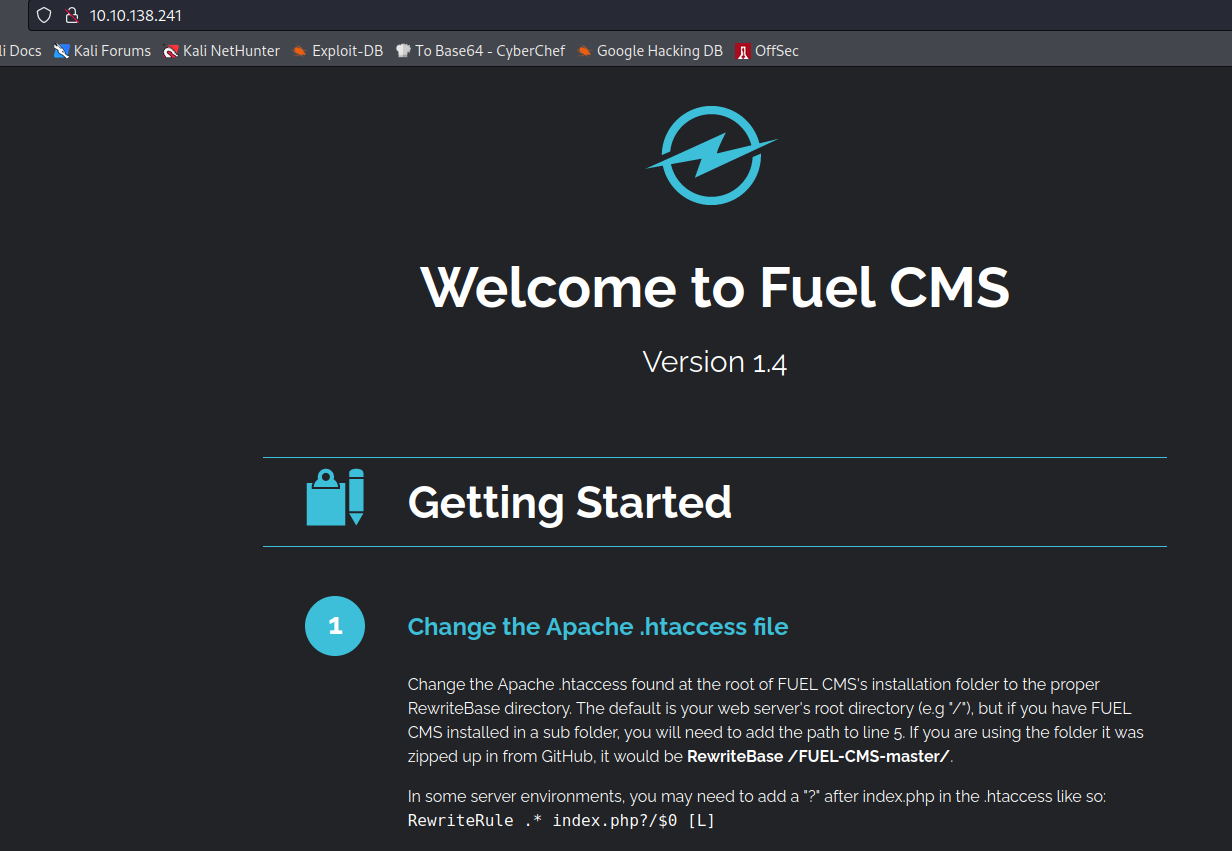 10.10.138.241
li Docs Kali Forums Kali NetHunter Exploit-DB To Base64 - CyberChef Google Hacking DB OffSec
Welcome to Fuel CMS
Version 1.4
Getting Started
1
Change the Apache .htaccess file
Change the Apache .htaccess found at the root of FUEL CMS's installation folder to the proper
RewriteBase directory. The default is your web server's root directory (e.g "/"), but if you have FUEL
CMS installed in a sub folder, you will need to add the path to line 5. If you are using the folder it was
zipped up in from GitHub, it would be RewriteBase /FUEL-CMS-master/.
In some server environments, you may need to add a "?" after index.php in the .htaccess like so:
RewriteRule .* index.php?/$0 [L]